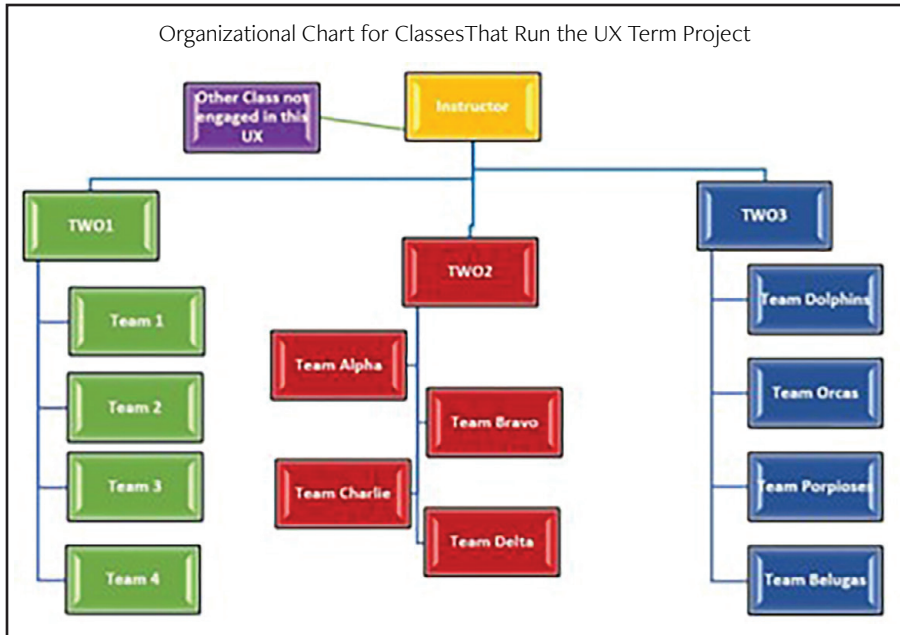 Organizational Chart for ClassesThat Run the UX Term Project
Other Class not
engaged in this
UX
Instructor
TWO1
Team 1
Team 2
Team 3
Team 4
TWO2
Team Alpha
Team Bravo
Team Charlie
Team Delta
TWO3
Team Dolphins
Team Orcas
Team Porpioses
Team Belugas